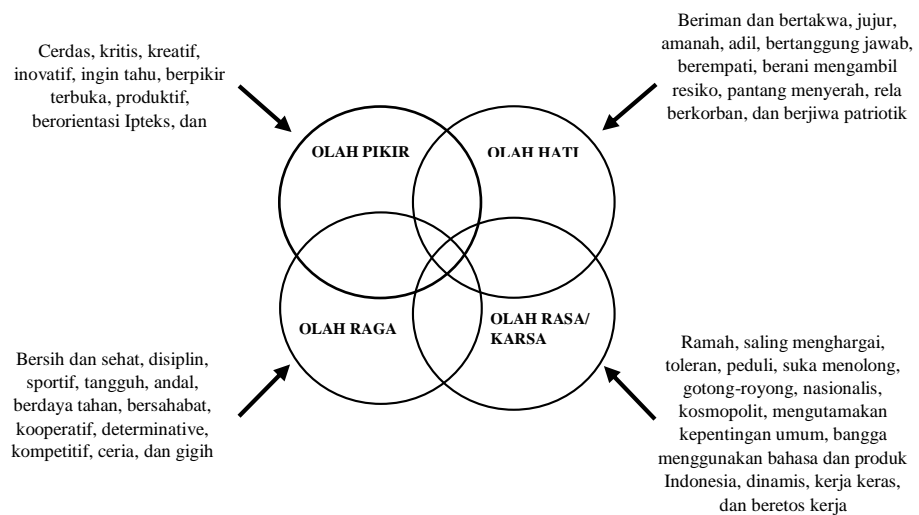 Cerdas, kritis, kreatif,
inovatif, ingin tahu, berpikir
terbuka, produktif,
berorientasi Ipteks, dan
Beriman dan bertakwa, jujur,
amanah, adil, bertanggung jawab,
berempati, berani mengambil
resiko, pantang menyerah, rela
berkorban, dan berjiwa patriotik
OLAH PIKIR
OLAH HATI
OLAH RAGA
OLAH RASA/
KARSA
Bersih dan sehat, disiplin,
sportif, tangguh, andal,
berdaya tahan, bersahabat,
kooperatif, determinative,
kompetitif, ceria, dan gigih
Ramah, saling menghargai,
toleran, peduli, suka menolong,
gotong-royong, nasionalis,
kosmopolit, mengutamakan
kepentingan umum, bangga
menggunakan bahasa dan produk
Indonesia, dinamis, kerja keras,
dan beretos kerja